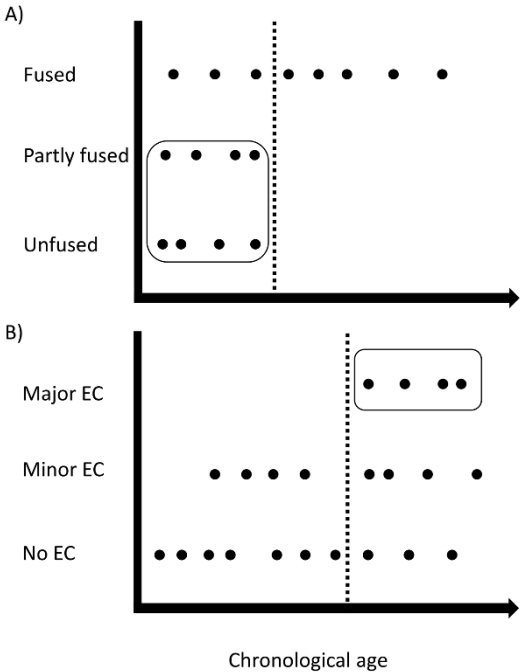 A)
Fused
Partly fused
Unfused
B)
Major EC
Minor EC
No EC
Chronological age